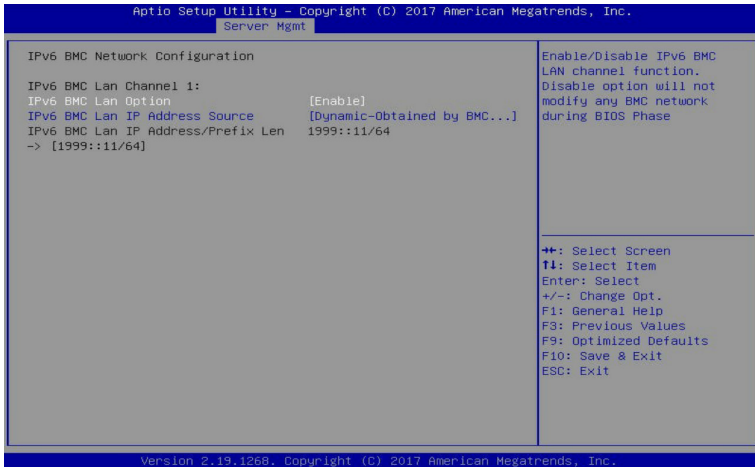 Aptio Setup Utility – Copyright (C) 2017 American Megatrends, Inc.
Server Mgmt
IPv6 BMC Network Configuration
IPv6 BMC Lan Channel 1:
IPv6 BMC Lan Option [Enable]
IPv6 BMC Lan IP Address Source [Dynamic-Obtained by BMC...]
IPv6 BMC Lan IP Address/Prefix Len 1999::11/64
-> [1999::11/64]
Enable/Disable IPv6 BMC
LAN channel function.
Disable option will not
modify any BMC network
during BIOS Phase
→←: Select Screen
↑↓: Select Item
Enter: Select
+/-: Change Opt.
F1: General Help
F3: Previous Values
F9: Optimized Defaults
F10: Save & Exit
ESC: Exit
Version 2.19.1268. Copyright (C) 2017 American Megatrends, Inc.